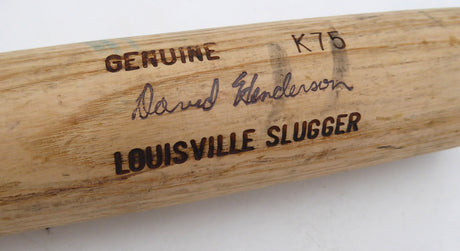 GENUINE K75
David Henderson
LOUISVILLE SLUGGER